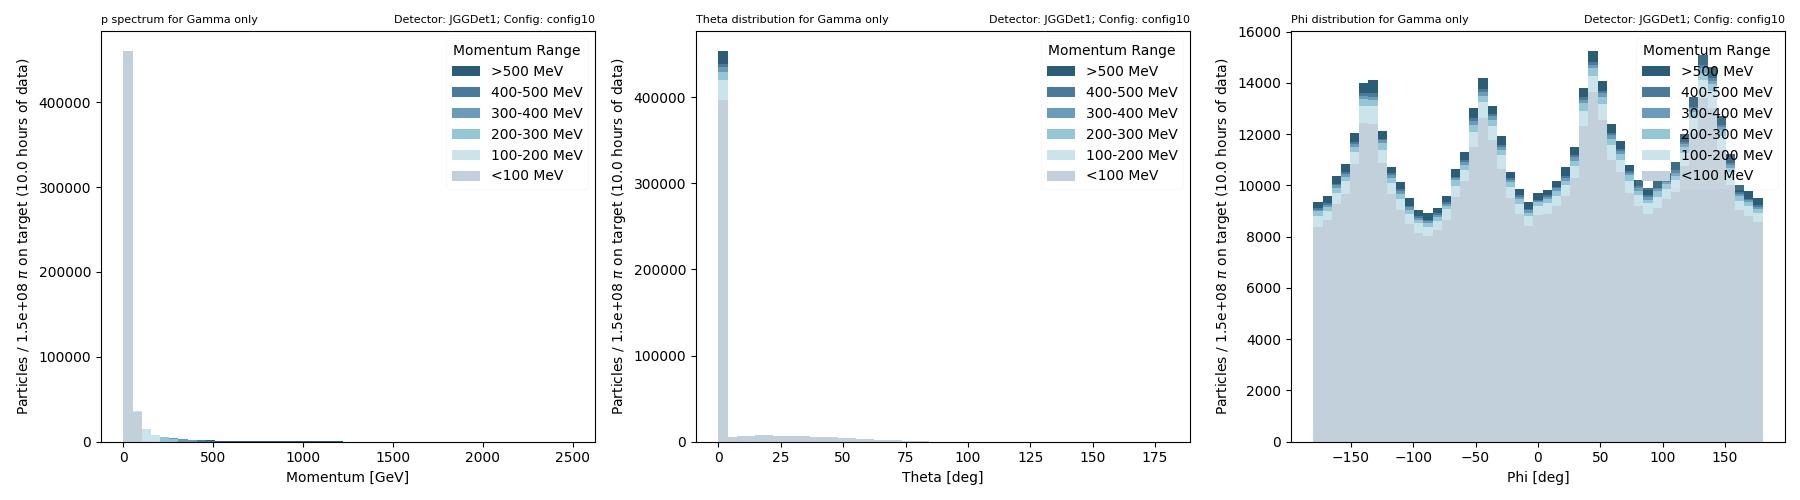 p spectrum for Gamma only
Detector: JGGDet1; Config: config10
Particles / 1.5e+08 π on target (10.0 hours of data)
400000
300000
200000
100000
0
Momentum Range
>500 MeV
400-500 MeV
300-400 MeV
200-300 MeV
100-200 MeV
<100 MeV
0
500
1000
1500
2000
2500
Momentum [GeV]
Theta distribution for Gamma only
Detector: JGGDet1; Config: config10
Particles / 1.5e+08 π on target (10.0 hours of data)
400000
300000
200000
100000
0
Momentum Range
>500 MeV
400-500 MeV
300-400 MeV
200-300 MeV
100-200 MeV
<100 MeV
0
25
50
75
100
125
150
175
Theta [deg]
Phi distribution for Gamma only
Detector: JGGDet1; Config: config10
Particles / 1.5e+08 π on target (10.0 hours of data)
16000
14000
12000
10000
8000
6000
4000
2000
0
Momentum Range
>500 MeV
400-500 MeV
300-400 MeV
200-300 MeV
100-200 MeV
<100 MeV
−150
−100
−50
0
50
100
150
Phi [deg]